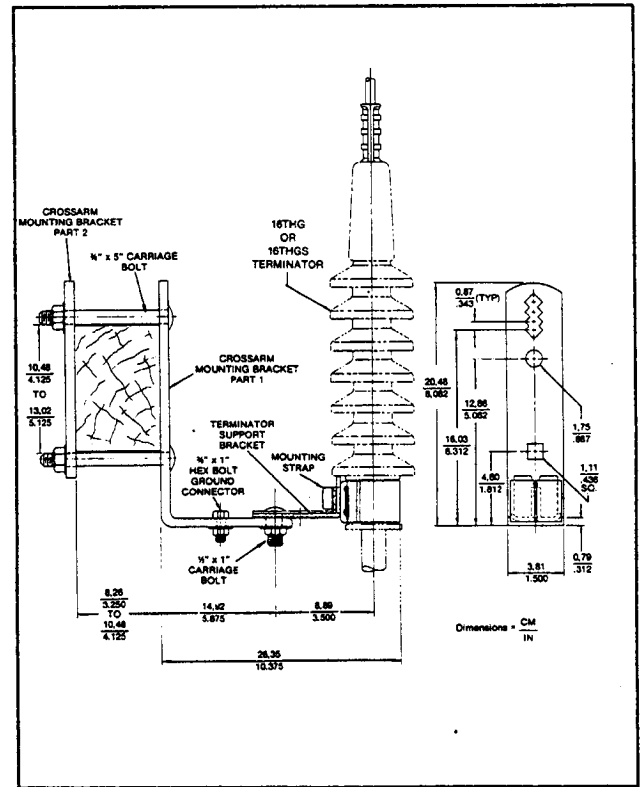 CROSSARM
MOUNTING BRACKET
PART 2
⅜" x 5" CARRIAGE
BOLT
16THG
OR
16THGS
TERMINATOR
CROSSARM
MOUNTING BRACKET
PART 1
TERMINATOR
SUPPORT
BRACKET
⅜" x 1"
HEX BOLT
GROUND
CONNECTOR
MOUNTING
STRAP
½" x 1"
CARRIAGE
BOLT
10,48
4.125
TO
13,02
5.125
8,26
3.250
TO
10,48
4.125
5.875
8,89
3.500
26,35
10.375
0,87
.343
(TYP)
20,48
8.062
12,86
5.062
16,03
6.312
4,60
1.812
1,75
1,11
.436
SQ.
0,79
.312
3,81
1.500
Dimensions = CM
IN